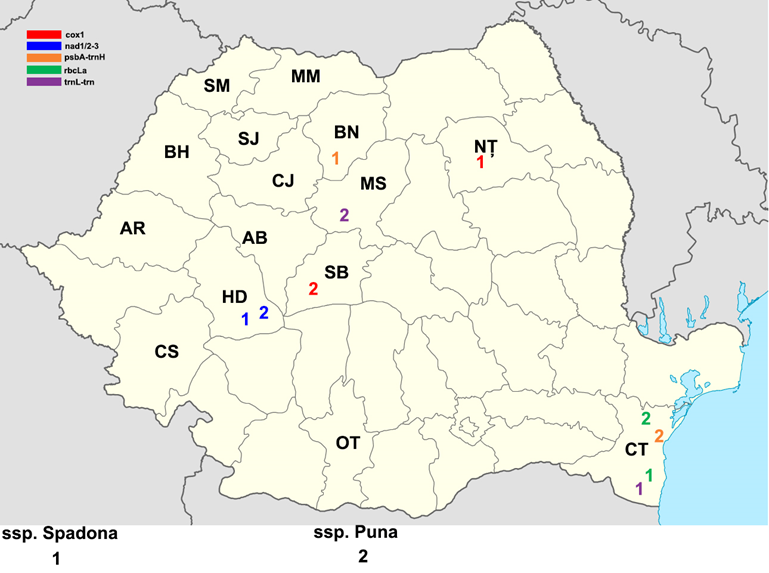 cox1
nad1/2-3
psbA-trnH
rbcLa
trnL-trn
SM
MM
BH
SJ
BN
1
NȚ
1
CJ
MS
2
AR
AB
HD
1 2
SB
2
CS
OT
2
2
CT
1
1
ssp. Spadona
1
ssp. Puna
2